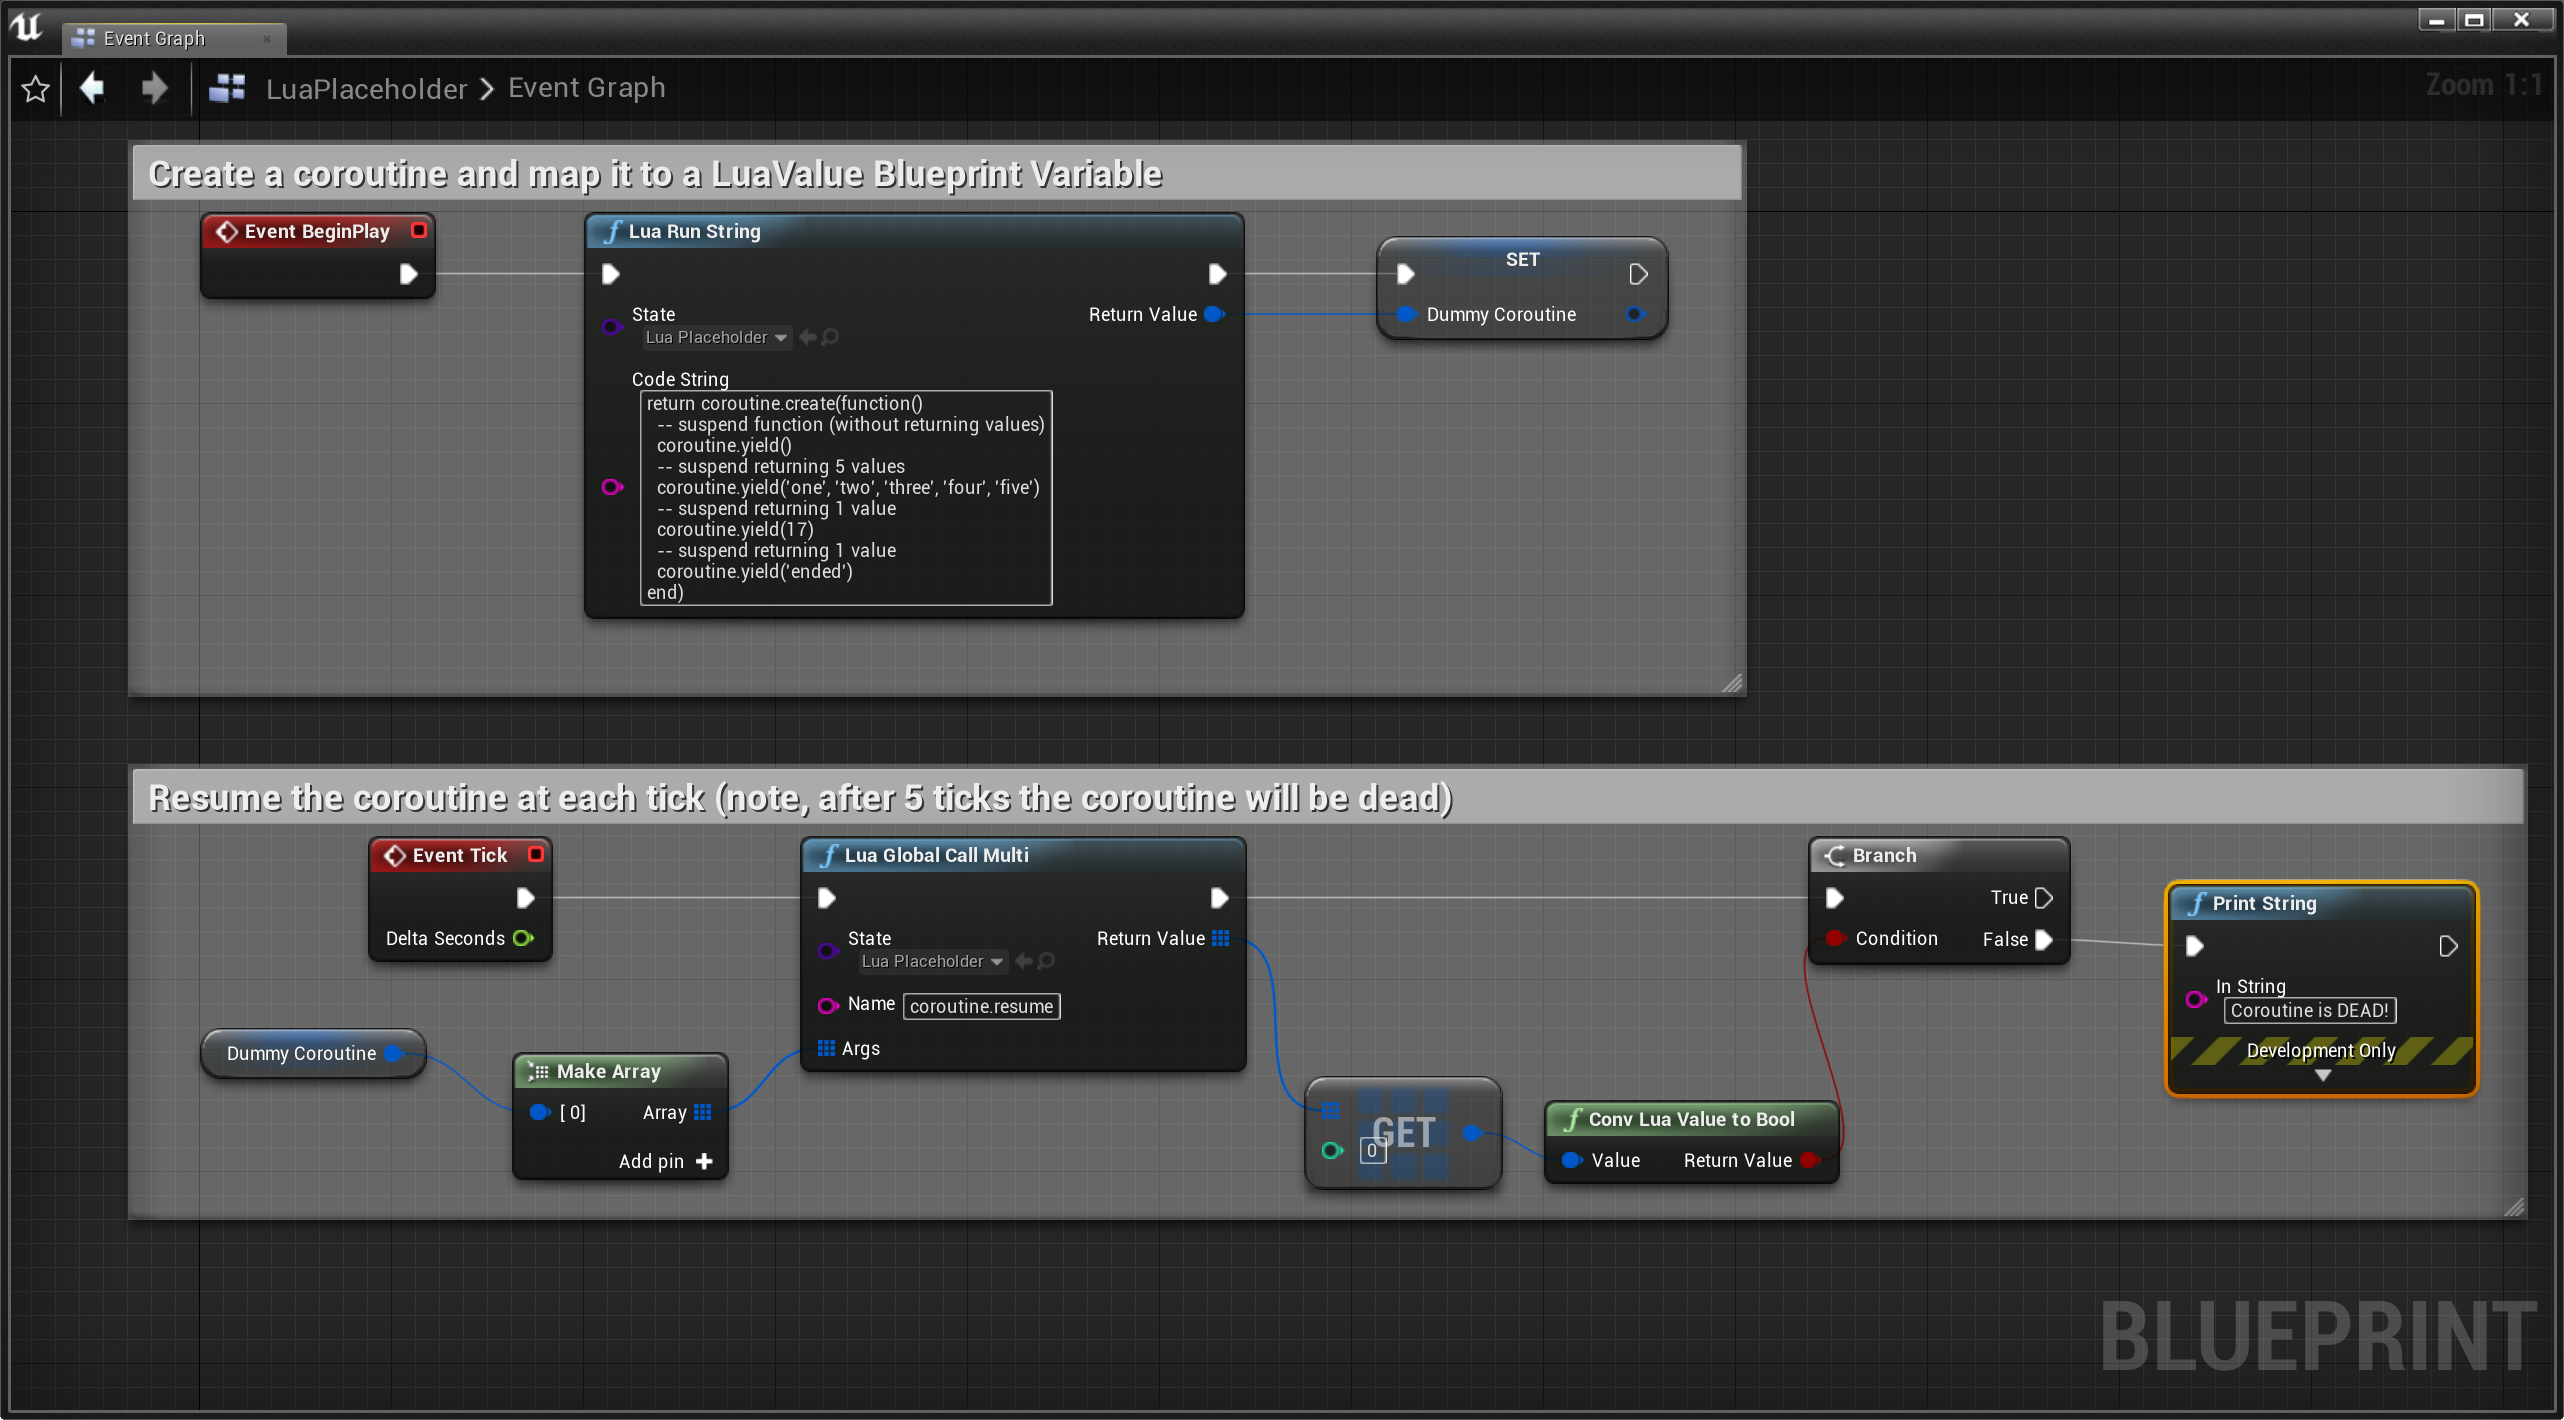 Event Graph
LuaPlaceholder > Event Graph
Zoom 1:1
Create a coroutine and map it to a LuaValue Blueprint Variable
Event BeginPlay
Lua Run String
State
Lua Placeholder
Return Value
Code String
return coroutine.create(function()
-- suspend function (without returning values)
coroutine.yield()
-- suspend returning 5 values
coroutine.yield('one', 'two', 'three', 'four', 'five')
-- suspend returning 1 value
coroutine.yield(17)
-- suspend returning 1 value
coroutine.yield('ended')
end)
SET
Dummy Coroutine
Resume the coroutine at each tick (note, after 5 ticks the coroutine will be dead)
Event Tick
Delta Seconds
Dummy Coroutine
Make Array
[ 0] Array
Add pin
Lua Global Call Multi
State
Lua Placeholder
Return Value
Name coroutine.resume
Args
GET
0
Conv Lua Value to Bool
Value Return Value
Branch
True
Condition False
Print String
In String
Coroutine is DEAD!
Development Only
BLUEPRINT